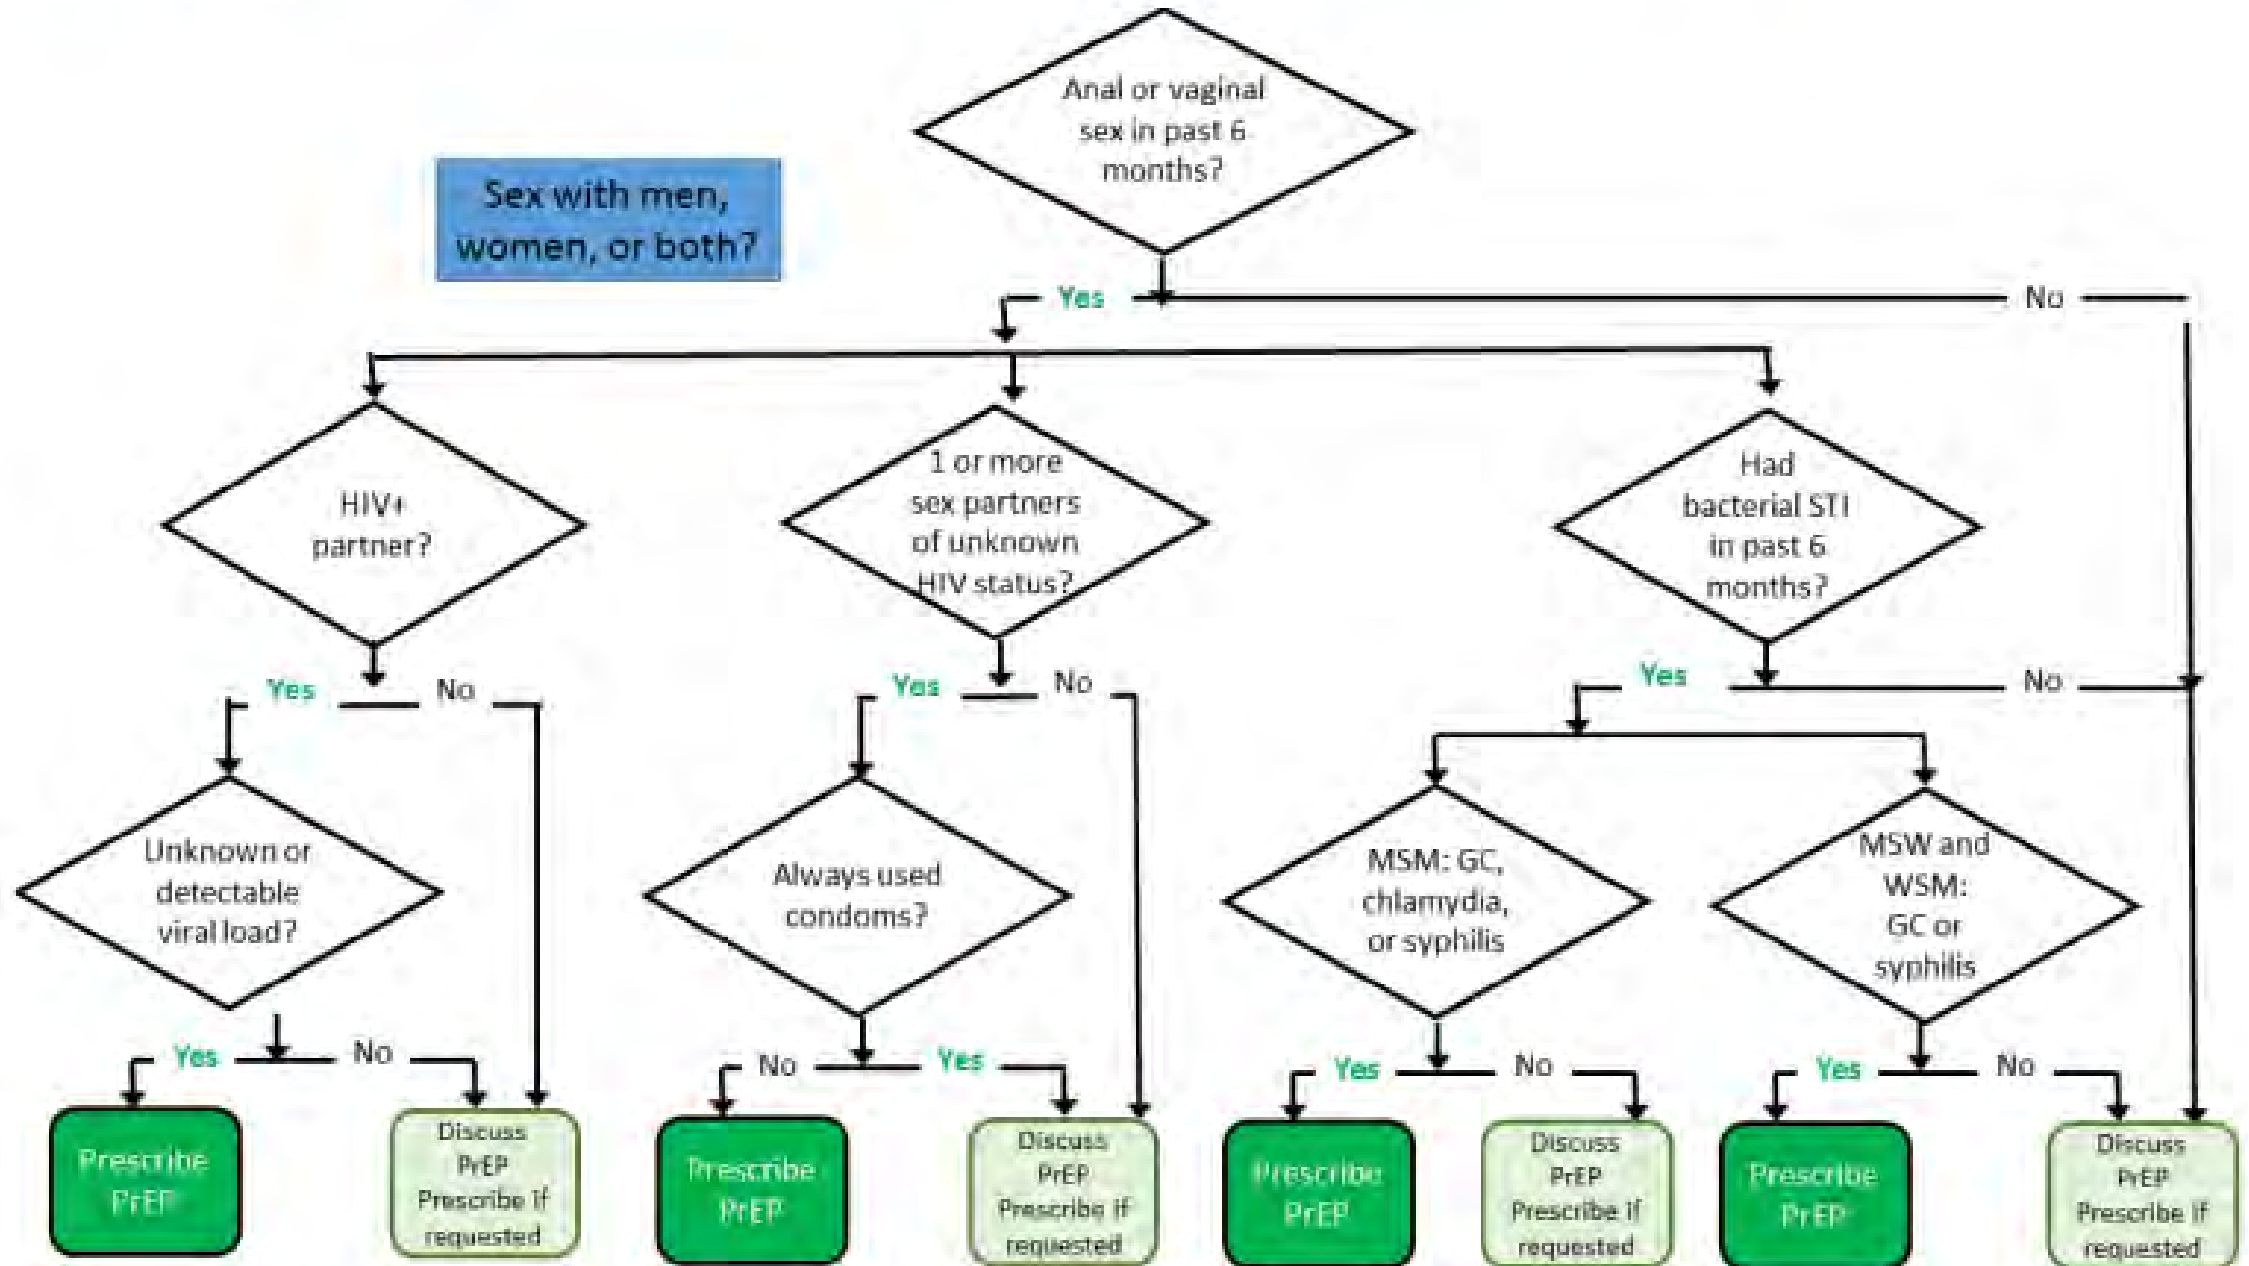 Anal or vaginal
sex in past 6
months?
Sex with men,
women, or both?
Yes
No
HIV+
partner?
1 or more
sex partners
of unknown
HIV status?
Had
bacterial STI
in past 6
months?
Yes
No
Yes
No
Yes
No
Unknown or
detectable
viral load?
Always used
condoms?
MSM: GC,
chlamydia,
or syphilis
MSW and
WSM:
GC or
syphilis
Yes
No
No
Yes
Yes
No
Yes
No
Prescribe
PrEP
Discuss
PrEP
Prescribe if
requested
Prescribe
PrEP
Discuss
PrEP
Prescribe if
requested
Prescribe
PrEP
Discuss
PrEP
Prescribe if
requested
Prescribe
PrEP
Discuss
PrEP
Prescribe if
requested